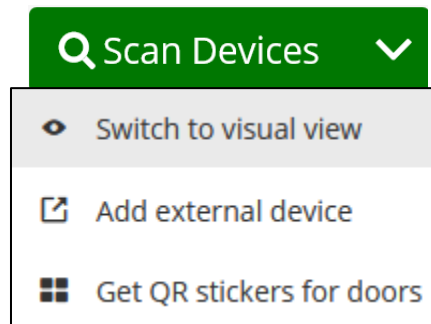 Scan Devices
Switch to visual view
Add external device
Get QR stickers for doors